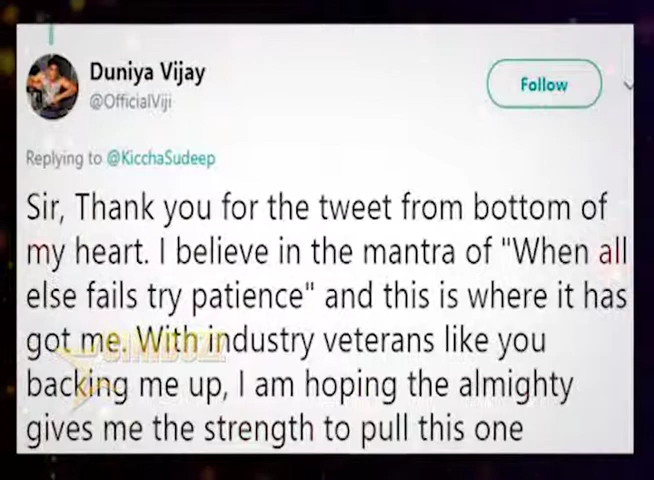 Duniya Vijay
@OfficialViji
Follow
Replying to @KicchaSudeep
Sir, Thank you for the tweet from bottom of
my heart. I believe in the mantra of "When all
else fails try patience" and this is where it has
got me. With industry veterans like you
backing me up, I am hoping the almighty
gives me the strength to pull this one